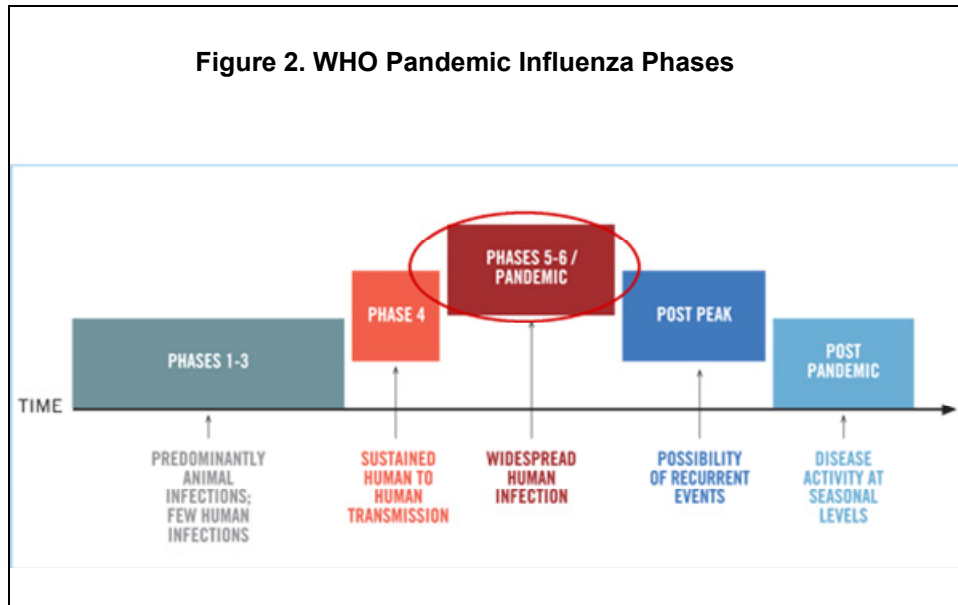 Figure 2. WHO Pandemic Influenza Phases
PHASES 5-6 /
PANDEMIC
PHASE 4
POST PEAK
PHASES 1-3
POST
PANDEMIC
TIME
PREDOMINANTLY
ANIMAL
INFECTIONS;
FEW HUMAN
INFECTIONS
SUSTAINED
HUMAN TO
HUMAN
TRANSMISSION
WIDESPREAD
HUMAN
INFECTION
POSSIBILITY
OF RECURRENT
EVENTS
DISEASE
ACTIVITY AT
SEASONAL
LEVELS